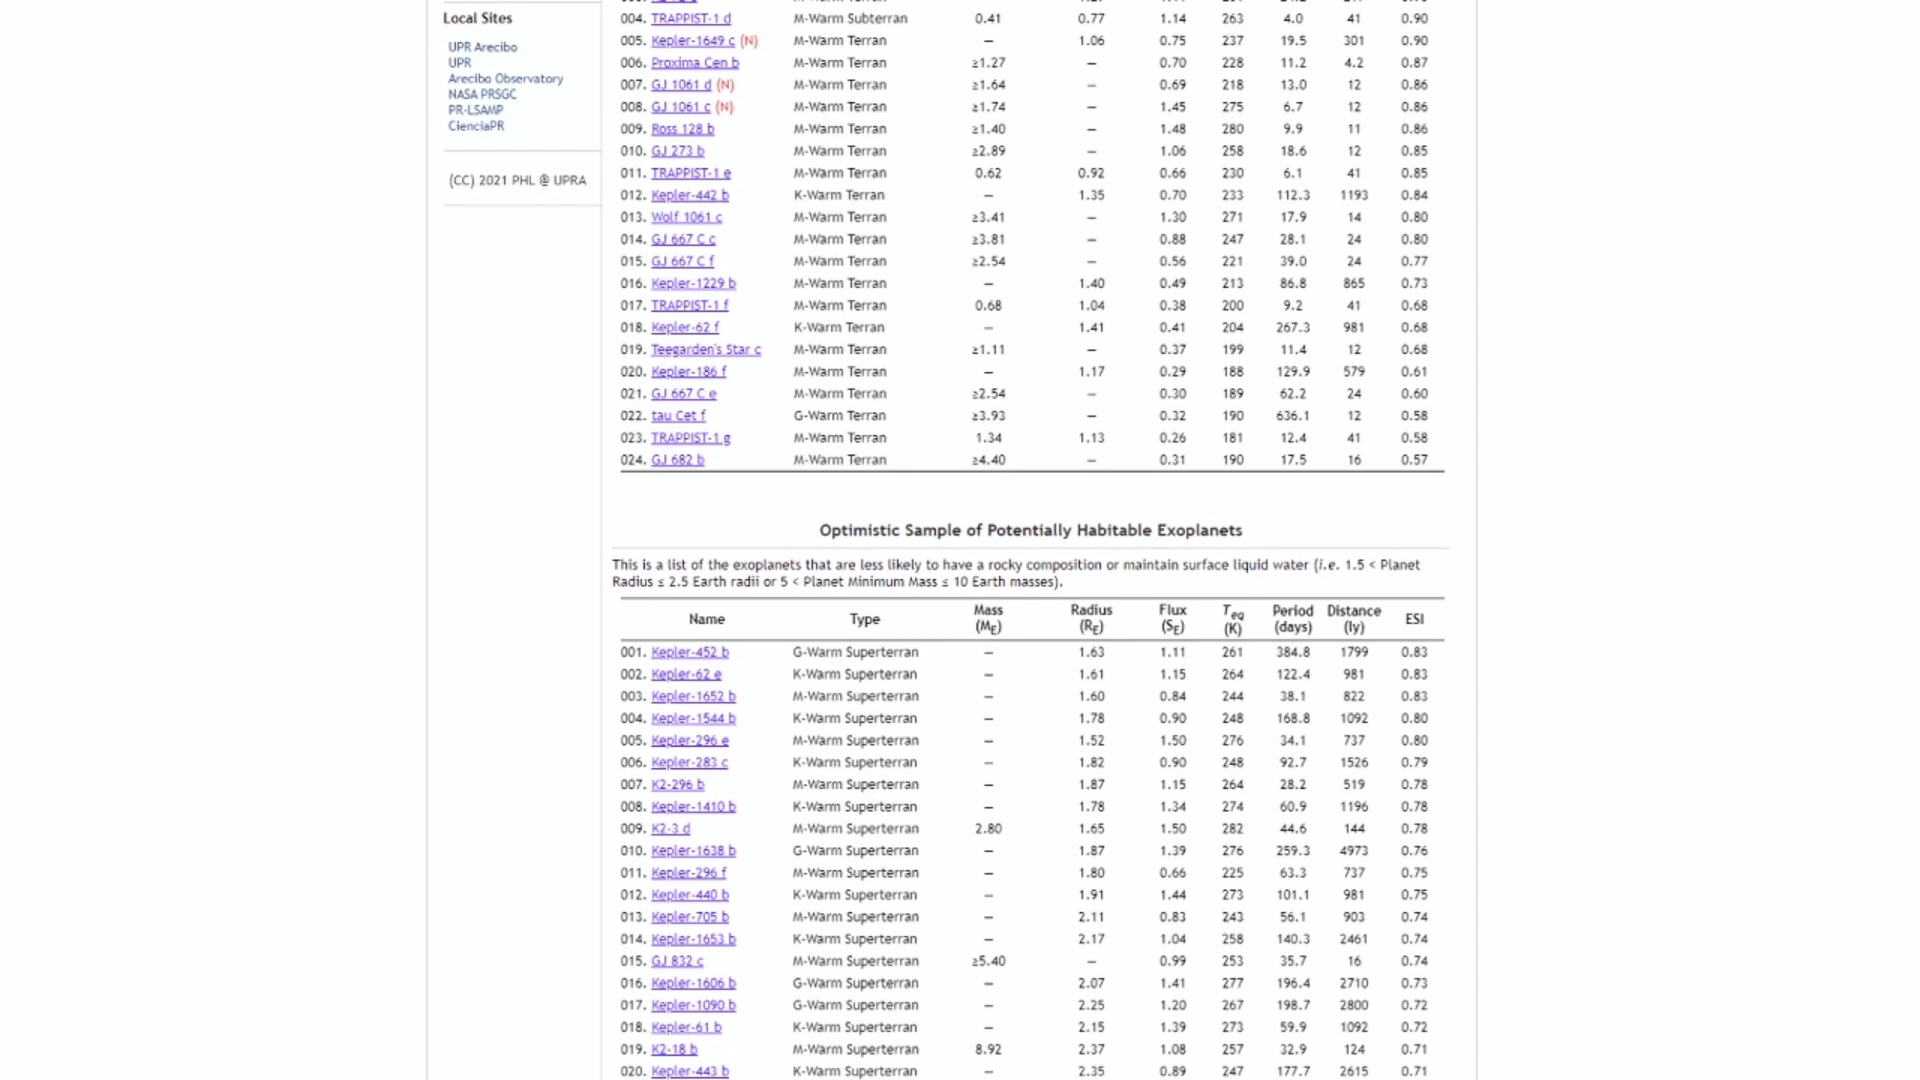 Local Sites
UPR Arecibo
UPR
Arecibo Observatory
NASA PRSGC
PR-LSAMP
CienciaPR
(CC) 2021 PHL @ UPRA
004. TRAPPIST-1 d M-Warm Subterran 0.41 0.77 1.14 263 4.0 41 0.90
005. Kepler-1649 c (N) M-Warm Terran — 1.06 0.75 237 19.5 301 0.90
006. Proxima Cen b M-Warm Terran ≥1.27 — 0.70 228 11.2 4.2 0.87
007. GJ 1061 d (N) M-Warm Terran ≥1.64 — 0.69 218 13.0 12 0.86
008. GJ 1061 c (N) M-Warm Terran ≥1.74 — 1.45 275 6.7 12 0.86
009. Ross 128 b M-Warm Terran ≥1.40 — 1.48 280 9.9 11 0.86
010. GJ 273 b M-Warm Terran ≥2.89 — 1.06 258 18.6 12 0.85
011. TRAPPIST-1 e M-Warm Terran 0.62 0.92 0.66 230 6.1 41 0.85
012. Kepler-442 b K-Warm Terran — 1.35 0.70 233 112.3 1193 0.84
013. Wolf 1061 c M-Warm Terran ≥3.41 — 1.30 271 17.9 14 0.80
014. GJ 667 C c M-Warm Terran ≥3.81 — 0.88 247 28.1 24 0.80
015. GJ 667 C f M-Warm Terran ≥2.54 — 0.56 221 39.0 24 0.77
016. Kepler-1229 b M-Warm Terran — 1.40 0.49 213 86.8 865 0.73
017. TRAPPIST-1 f M-Warm Terran 0.68 1.04 0.38 200 9.2 41 0.68
018. Kepler-62 f K-Warm Terran — 1.41 0.41 204 267.3 981 0.68
019. Teegarden's Star c M-Warm Terran ≥1.11 — 0.37 199 11.4 12 0.68
020. Kepler-186 f M-Warm Terran — 1.17 0.29 188 129.9 579 0.61
021. GJ 667 C e M-Warm Terran ≥2.54 — 0.30 189 62.2 24 0.60
022. tau Cet f G-Warm Terran ≥3.93 — 0.32 190 636.1 12 0.58
023. TRAPPIST-1 g M-Warm Terran 1.34 1.13 0.26 181 12.4 41 0.58
024. GJ 682 b M-Warm Terran ≥4.40 — 0.31 190 17.5 16 0.57
Optimistic Sample of Potentially Habitable Exoplanets
This is a list of the exoplanets that are less likely to have a rocky composition or maintain surface liquid water (i.e. 1.5 < Planet
Radius ≤ 2.5 Earth radii or 5 < Planet Minimum Mass ≤ 10 Earth masses).
Name Type Mass (ME) Radius (RE) Flux (SE) Teq (K) Period (days) Distance (ly) ESI
001. Kepler-452 b G-Warm Superterran — 1.63 1.11 261 384.8 1799 0.83
002. Kepler-62 e K-Warm Superterran — 1.61 1.15 264 122.4 981 0.83
003. Kepler-1652 b M-Warm Superterran — 1.60 0.84 244 38.1 822 0.83
004. Kepler-1544 b K-Warm Superterran — 1.78 0.90 248 168.8 1092 0.80
005. Kepler-296 e M-Warm Superterran — 1.52 1.50 276 34.1 737 0.80
006. Kepler-283 c K-Warm Superterran — 1.82 0.90 248 92.7 1526 0.79
007. K2-296 b M-Warm Superterran — 1.87 1.15 264 28.2 519 0.78
008. Kepler-1410 b K-Warm Superterran — 1.78 1.34 274 60.9 1196 0.78
009. K2-3 d M-Warm Superterran 2.80 1.65 1.50 282 44.6 144 0.78
010. Kepler-1638 b G-Warm Superterran — 1.87 1.39 276 259.3 4973 0.76
011. Kepler-296 f M-Warm Superterran — 1.80 0.66 225 63.3 737 0.75
012. Kepler-440 b K-Warm Superterran — 1.91 1.44 273 101.1 981 0.75
013. Kepler-705 b M-Warm Superterran — 2.11 0.83 243 56.1 903 0.74
014. Kepler-1653 b K-Warm Superterran — 2.17 1.04 258 140.3 2461 0.74
015. GJ 832 c M-Warm Superterran ≥5.40 — 0.99 253 35.7 16 0.74
016. Kepler-1606 b G-Warm Superterran — 2.07 1.41 277 196.4 2710 0.73
017. Kepler-1090 b G-Warm Superterran — 2.25 1.20 267 198.7 2800 0.72
018. Kepler-61 b K-Warm Superterran — 2.15 1.39 273 59.9 1092 0.72
019. K2-18 b M-Warm Superterran 8.92 2.37 1.08 257 32.9 124 0.71
020. Kepler-443 b K-Warm Superterran — 2.35 0.89 247 177.7 2615 0.71